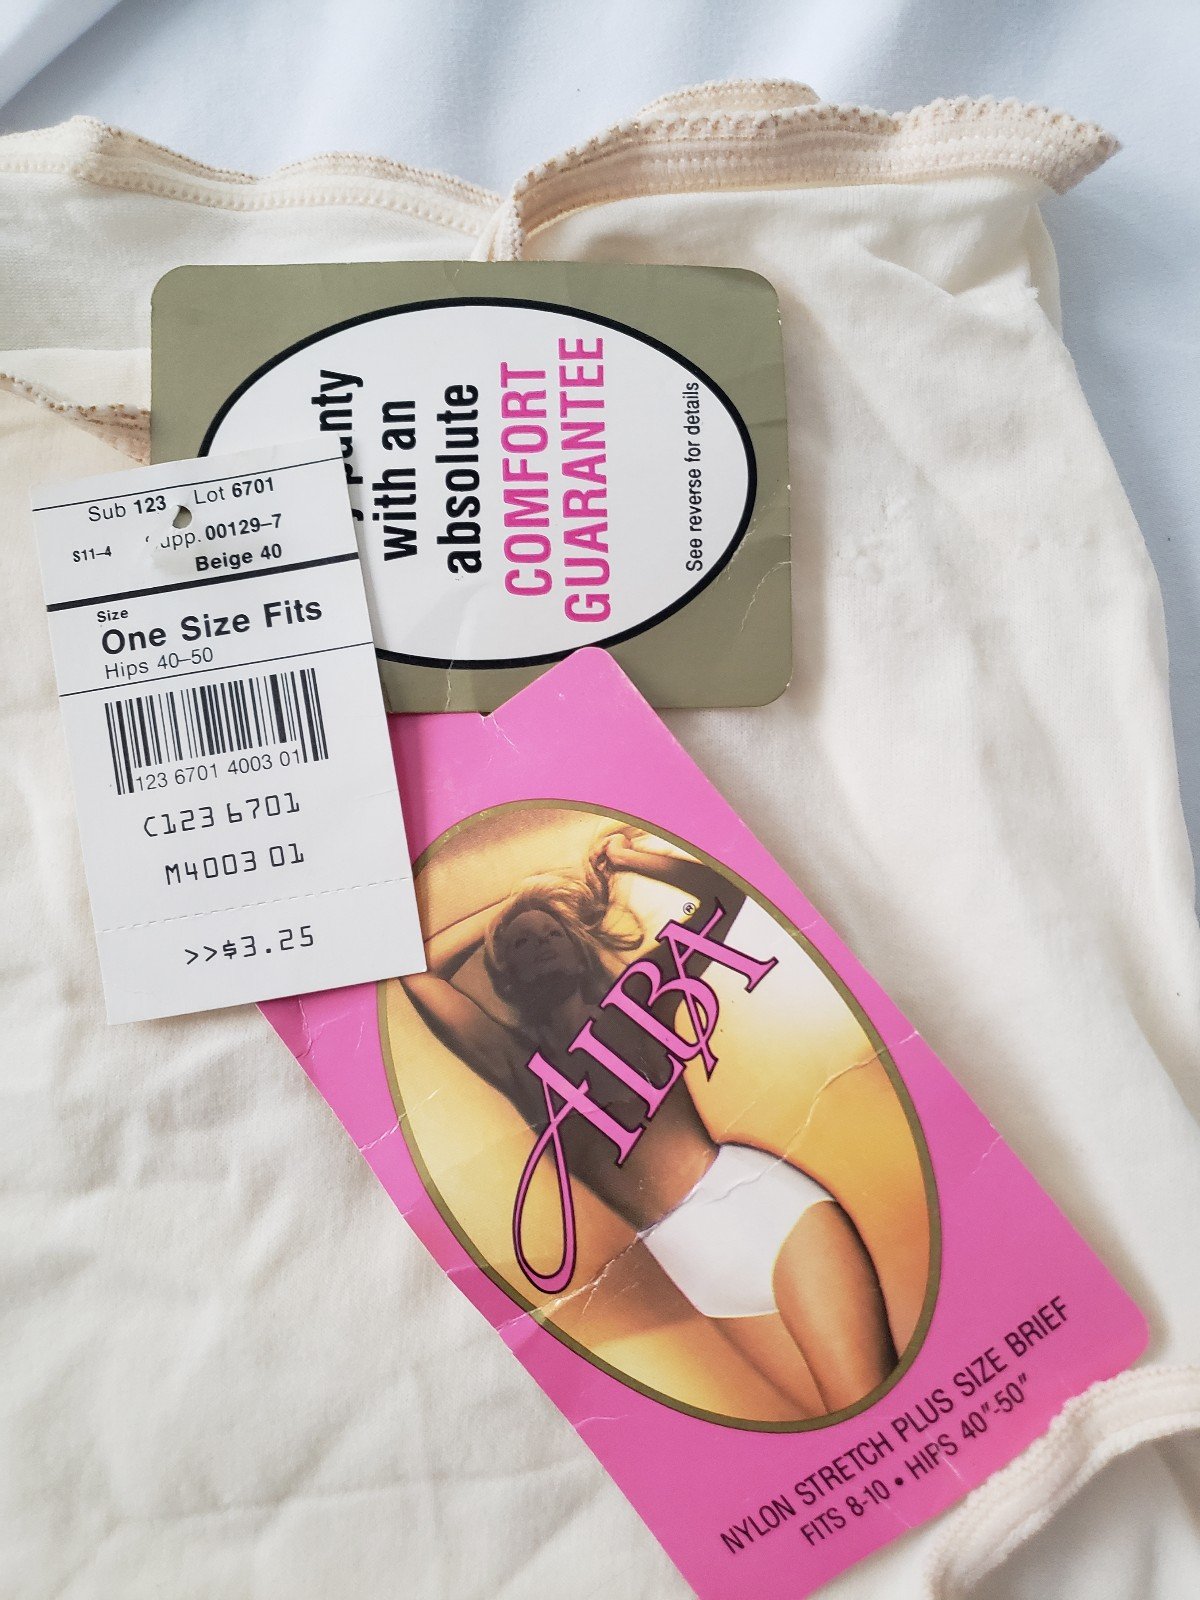 panty
with an
absolute
COMFORT
GUARANTEE
See reverse for details
Sub 123 Lot 6701
S11-4 Supp. 00129-7
Beige 40
Size
One Size Fits
Hips 40-50
123 6701 4003 01
C123 6701
M4003 01
>>$3.25
ALBA®
NYLON STRETCH PLUS SIZE BRIEF
FITS 8-10 • HIPS 40"-50"